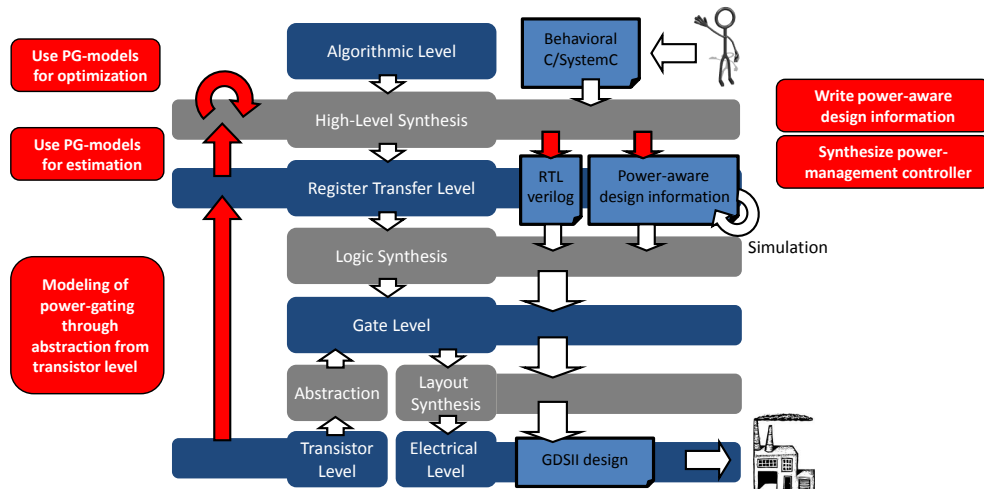 Use PG-models
for optimization
Algorithmic Level
Behavioral
C/SystemC
High-Level Synthesis
Write power-aware
design information
Use PG-models
for estimation
Synthesize power-
management controller
Register Transfer Level
RTL
verilog
Power-aware
design information
Simulation
Logic Synthesis
Modeling of
power-gating
through
abstraction from
transistor level
Gate Level
Abstraction
Layout
Synthesis
Transistor
Level
Electrical
Level
GDSII design